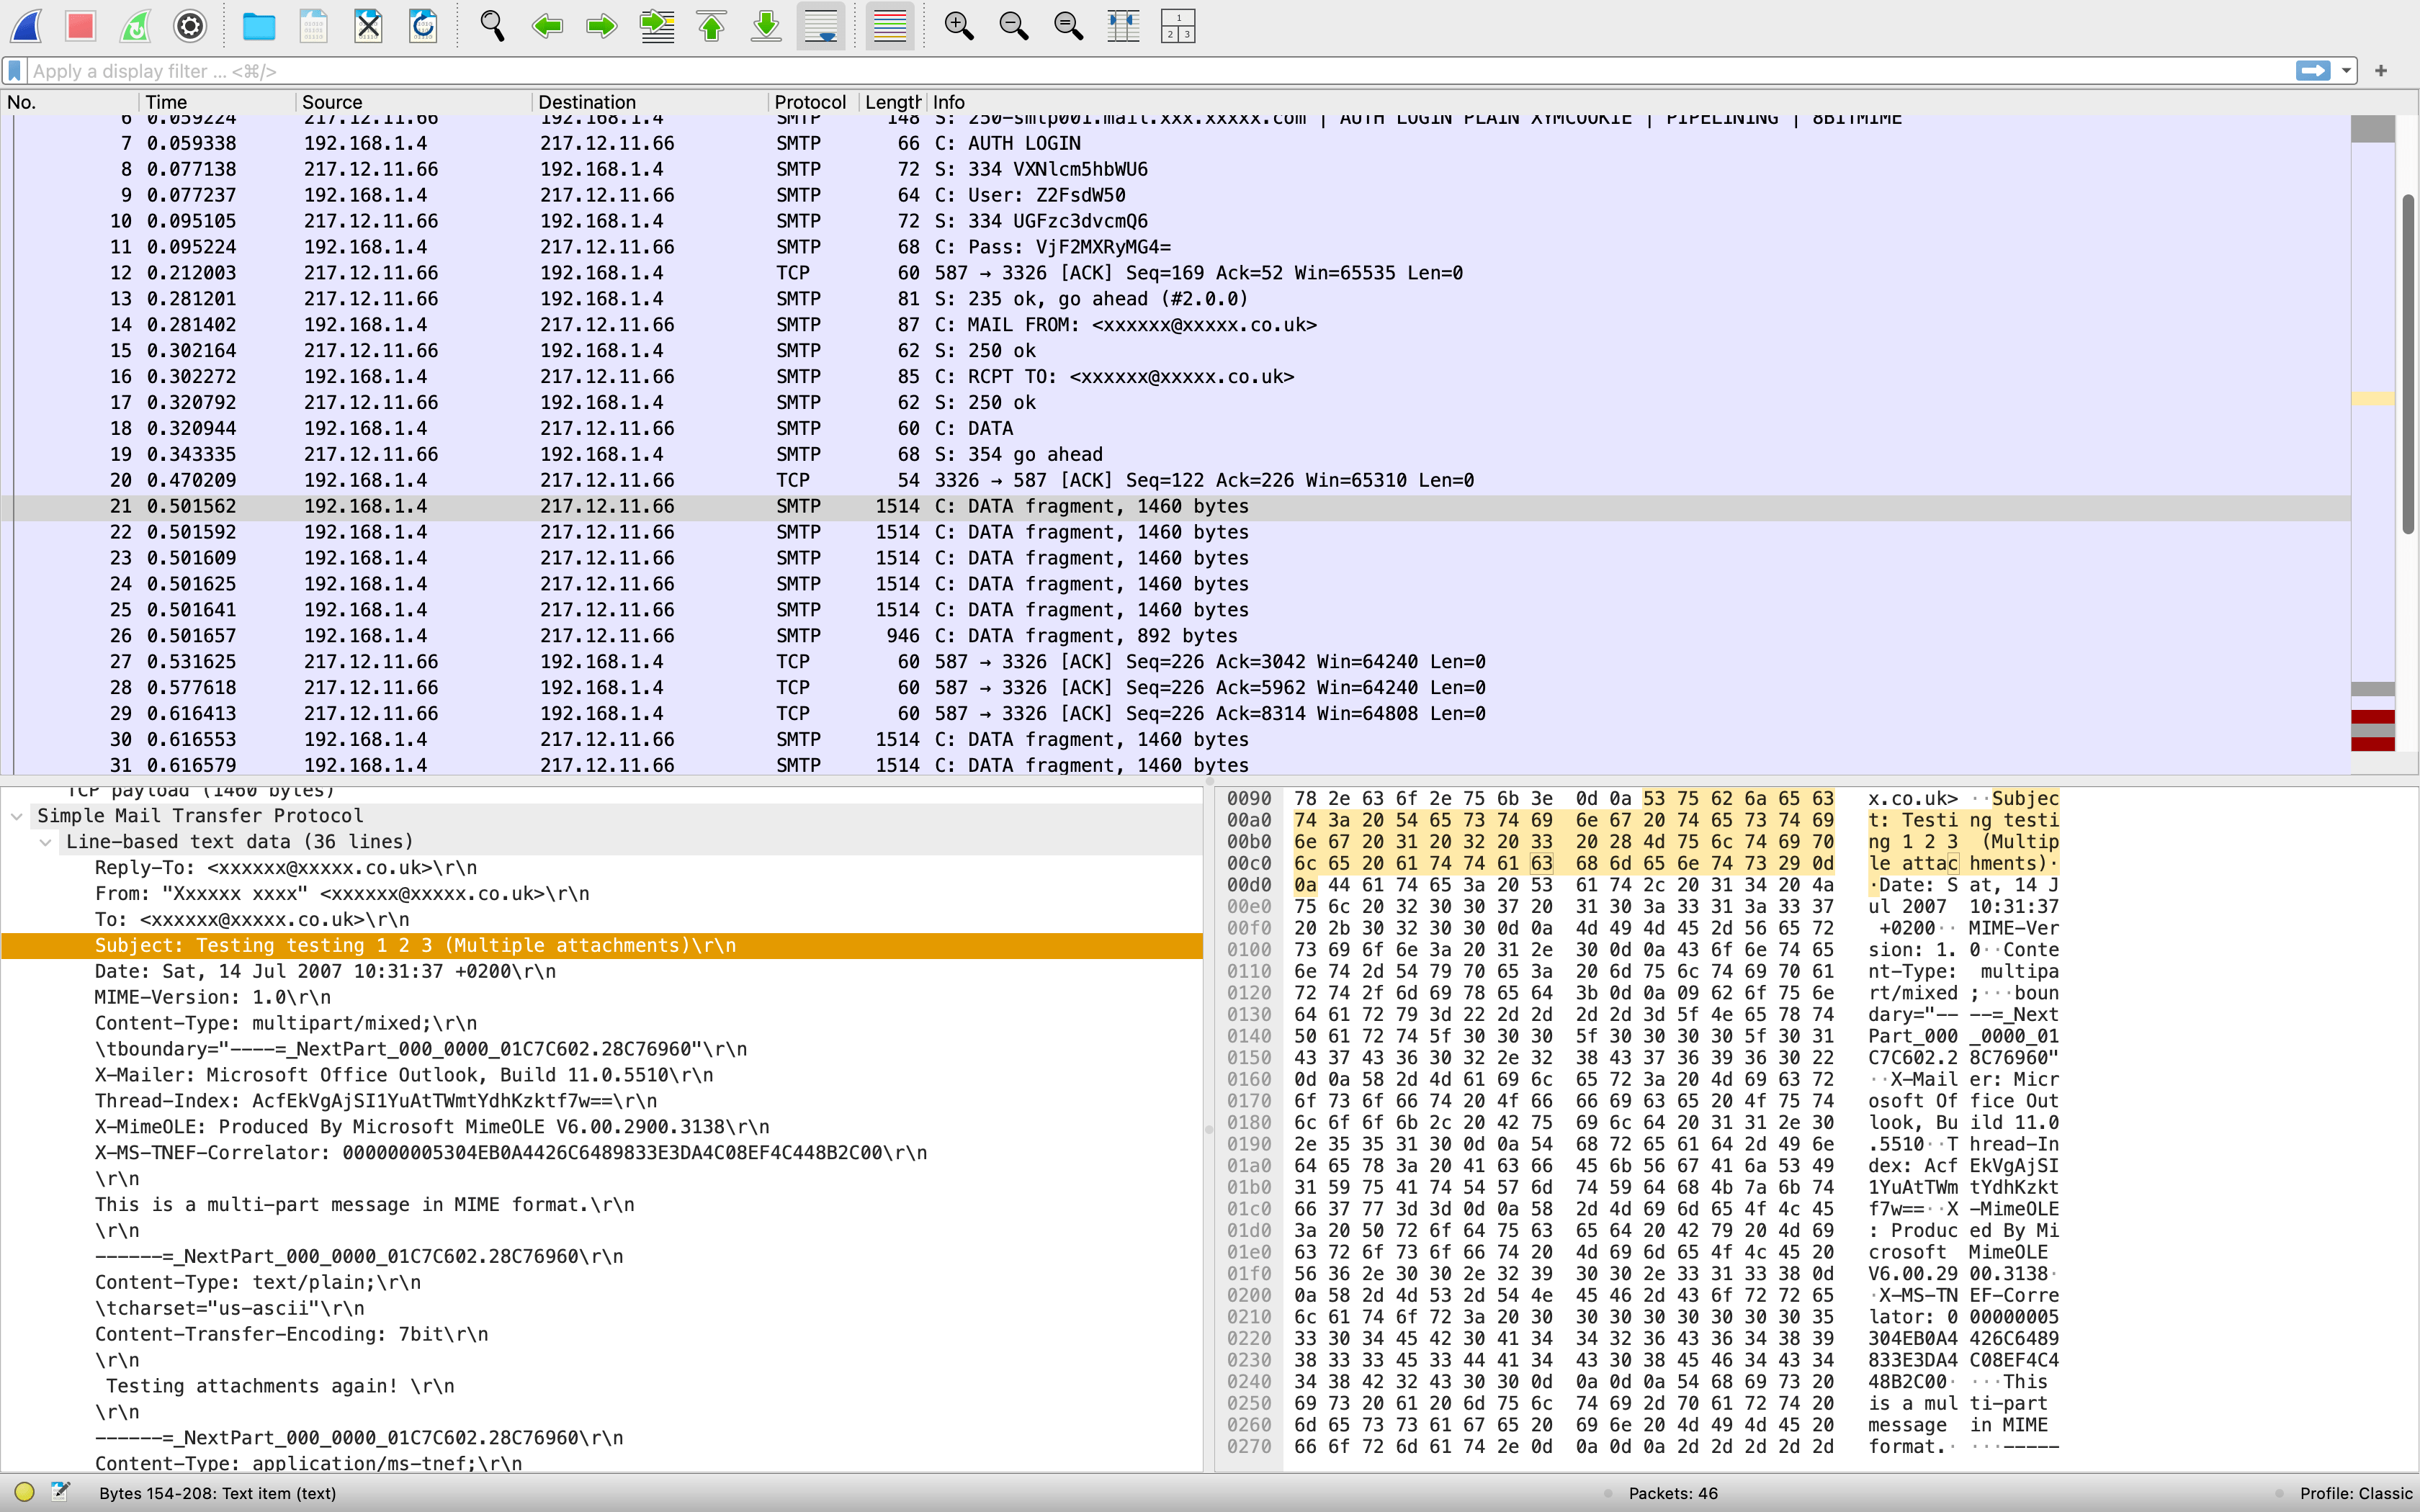 Apply a display filter ... <⌘/>
No. Time Source Destination Protocol Length Info
6 0.059224 217.12.11.66 192.168.1.4 SMTP 148 S: 250-smtp001.mail.xxx.xxxxx.com | AUTH LOGIN PLAIN XYMCOOKIE | PIPELINING | 8BITMIME
7 0.059338 192.168.1.4 217.12.11.66 SMTP 66 C: AUTH LOGIN
8 0.077138 217.12.11.66 192.168.1.4 SMTP 72 S: 334 VXNlcm5hbWU6
9 0.077237 192.168.1.4 217.12.11.66 SMTP 64 C: User: Z2FsdW50
10 0.095105 217.12.11.66 192.168.1.4 SMTP 72 S: 334 UGFzc3dvcmQ6
11 0.095224 192.168.1.4 217.12.11.66 SMTP 68 C: Pass: VjF2MXRyMG4=
12 0.212003 217.12.11.66 192.168.1.4 TCP 60 587 → 3326 [ACK] Seq=169 Ack=52 Win=65535 Len=0
13 0.281201 217.12.11.66 192.168.1.4 SMTP 81 S: 235 ok, go ahead (#2.0.0)
14 0.281402 192.168.1.4 217.12.11.66 SMTP 87 C: MAIL FROM: <xxxxxx@xxxxx.co.uk>
15 0.302164 217.12.11.66 192.168.1.4 SMTP 62 S: 250 ok
16 0.302272 192.168.1.4 217.12.11.66 SMTP 85 C: RCPT TO: <xxxxxx@xxxxx.co.uk>
17 0.320792 217.12.11.66 192.168.1.4 SMTP 62 S: 250 ok
18 0.320944 192.168.1.4 217.12.11.66 SMTP 60 C: DATA
19 0.343335 217.12.11.66 192.168.1.4 SMTP 68 S: 354 go ahead
20 0.470209 192.168.1.4 217.12.11.66 TCP 54 3326 → 587 [ACK] Seq=122 Ack=226 Win=65310 Len=0
21 0.501562 192.168.1.4 217.12.11.66 SMTP 1514 C: DATA fragment, 1460 bytes
22 0.501592 192.168.1.4 217.12.11.66 SMTP 1514 C: DATA fragment, 1460 bytes
23 0.501609 192.168.1.4 217.12.11.66 SMTP 1514 C: DATA fragment, 1460 bytes
24 0.501625 192.168.1.4 217.12.11.66 SMTP 1514 C: DATA fragment, 1460 bytes
25 0.501641 192.168.1.4 217.12.11.66 SMTP 1514 C: DATA fragment, 1460 bytes
26 0.501657 192.168.1.4 217.12.11.66 SMTP 946 C: DATA fragment, 892 bytes
27 0.531625 217.12.11.66 192.168.1.4 TCP 60 587 → 3326 [ACK] Seq=226 Ack=3042 Win=64240 Len=0
28 0.577618 217.12.11.66 192.168.1.4 TCP 60 587 → 3326 [ACK] Seq=226 Ack=5962 Win=64240 Len=0
29 0.616413 217.12.11.66 192.168.1.4 TCP 60 587 → 3326 [ACK] Seq=226 Ack=8314 Win=64808 Len=0
30 0.616553 192.168.1.4 217.12.11.66 SMTP 1514 C: DATA fragment, 1460 bytes
31 0.616579 192.168.1.4 217.12.11.66 SMTP 1514 C: DATA fragment, 1460 bytes
TCP payload (1460 bytes)
Simple Mail Transfer Protocol
Line-based text data (36 lines)
Reply-To: <xxxxxx@xxxxx.co.uk>\r\n
From: "Xxxxxx xxxx" <xxxxxx@xxxxx.co.uk>\r\n
To: <xxxxxx@xxxxx.co.uk>\r\n
Subject: Testing testing 1 2 3 (Multiple attachments)\r\n
Date: Sat, 14 Jul 2007 10:31:37 +0200\r\n
MIME-Version: 1.0\r\n
Content-Type: multipart/mixed;\r\n
\tboundary="----=_NextPart_000_0000_01C7C602.28C76960"\r\n
X-Mailer: Microsoft Office Outlook, Build 11.0.5510\r\n
Thread-Index: AcfEkVgAjSI1YuAtTWmtYdhKzktf7w==\r\n
X-MimeOLE: Produced By Microsoft MimeOLE V6.00.2900.3138\r\n
X-MS-TNEF-Correlator: 000000005304EB0A4426C6489833E3DA4C08EF4C448B2C00\r\n
\r\n
This is a multi-part message in MIME format.\r\n
\r\n
------=_NextPart_000_0000_01C7C602.28C76960\r\n
Content-Type: text/plain;\r\n
\tcharset="us-ascii"\r\n
Content-Transfer-Encoding: 7bit\r\n
\r\n
Testing attachments again! \r\n
\r\n
------=_NextPart_000_0000_01C7C602.28C76960\r\n
Content-Type: application/ms-tnef;\r\n
0090 78 2e 63 6f 2e 75 6b 3e 0d 0a 53 75 62 6a 65 63 x.co.uk> ··Subjec
00a0 74 3a 20 54 65 73 74 69 6e 67 20 74 65 73 74 69 t: Testi ng testi
00b0 6e 67 20 31 20 32 20 33 20 28 4d 75 6c 74 69 70 ng 1 2 3 (Multip
00c0 6c 65 20 61 74 74 61 63 68 6d 65 6e 74 73 29 0d le attac hments)·
00d0 0a 44 61 74 65 3a 20 53 61 74 2c 20 31 34 20 4a ·Date: S at, 14 J
00e0 75 6c 20 32 30 30 37 20 31 30 3a 33 31 3a 33 37 ul 2007 10:31:37
00f0 20 2b 30 32 30 30 0d 0a 4d 49 4d 45 2d 56 65 72 +0200·· MIME-Ver
0100 73 69 6f 6e 3a 20 31 2e 30 0d 0a 43 6f 6e 74 65 sion: 1. 0··Conte
0110 6e 74 2d 54 79 70 65 3a 20 6d 75 6c 74 69 70 61 nt-Type: multipa
0120 72 74 2f 6d 69 78 65 64 3b 0d 0a 09 62 6f 75 6e rt/mixed ;···boun
0130 64 61 72 79 3d 22 2d 2d 2d 2d 3d 5f 4e 65 78 74 dary="-- --=_Next
0140 50 61 72 74 5f 30 30 30 5f 30 30 30 30 5f 30 31 Part_000 _0000_01
0150 43 37 43 36 30 32 2e 32 38 43 37 36 39 36 30 22 C7C602.2 8C76960"
0160 0d 0a 58 2d 4d 61 69 6c 65 72 3a 20 4d 69 63 72 ··X-Mail er: Micr
0170 6f 73 6f 66 74 20 4f 66 66 69 63 65 20 4f 75 74 osoft Of fice Out
0180 6c 6f 6f 6b 2c 20 42 75 69 6c 64 20 31 31 2e 30 look, Bu ild 11.0
0190 2e 35 35 31 30 0d 0a 54 68 72 65 61 64 2d 49 6e .5510··T hread-In
01a0 64 65 78 3a 20 41 63 66 45 6b 56 67 41 6a 53 49 dex: Acf EkVgAjSI
01b0 31 59 75 41 74 54 57 6d 74 59 64 68 4b 7a 6b 74 1YuAtTWm tYdhKzkt
01c0 66 37 77 3d 3d 0d 0a 58 2d 4d 69 6d 65 4f 4c 45 f7w==··X -MimeOLE
01d0 3a 20 50 72 6f 64 75 63 65 64 20 42 79 20 4d 69 : Produc ed By Mi
01e0 63 72 6f 73 6f 66 74 20 4d 69 6d 65 4f 4c 45 20 crosoft MimeOLE
01f0 56 36 2e 30 30 2e 32 39 30 30 2e 33 31 33 38 0d V6.00.29 00.3138·
0200 0a 58 2d 4d 53 2d 54 4e 45 46 2d 43 6f 72 72 65 ·X-MS-TN EF-Corre
0210 6c 61 74 6f 72 3a 20 30 30 30 30 30 30 30 30 35 lator: 0 00000005
0220 33 30 34 45 42 30 41 34 34 32 36 43 36 34 38 39 304EB0A4 426C6489
0230 38 33 33 45 33 44 41 34 43 30 38 45 46 34 43 34 833E3DA4 C08EF4C4
0240 34 38 42 32 43 30 30 0d 0a 0d 0a 54 68 69 73 20 48B2C00· ···This
0250 69 73 20 61 20 6d 75 6c 74 69 2d 70 61 72 74 20 is a mul ti-part
0260 6d 65 73 73 61 67 65 20 69 6e 20 4d 49 4d 45 20 message in MIME
0270 66 6f 72 6d 61 74 2e 0d 0a 0d 0a 2d 2d 2d 2d 2d format.· ···-----
Bytes 154-208: Text item (text) Packets: 46 Profile: Classic